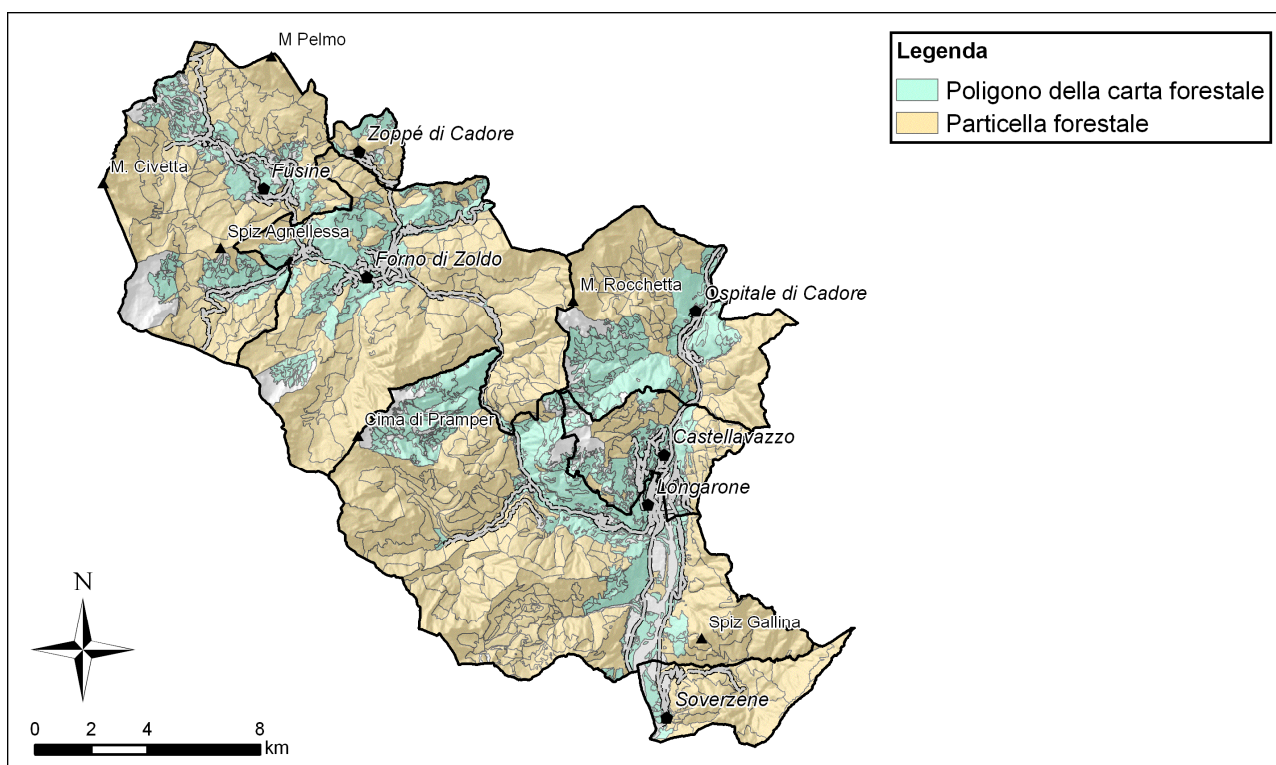 M Pelmo
Legenda
Poligono della carta forestale
Particella forestale
Zoppé di Cadore
M. Civetta
Fusine
Spiz Agnellessa
Forno di Zoldo
M. Rocchetta
Ospitale di Cadore
Cima di Pramper
Castellavazzo
Longarone
N
Spiz Gallina
Soverzene
0 2 4 8
km